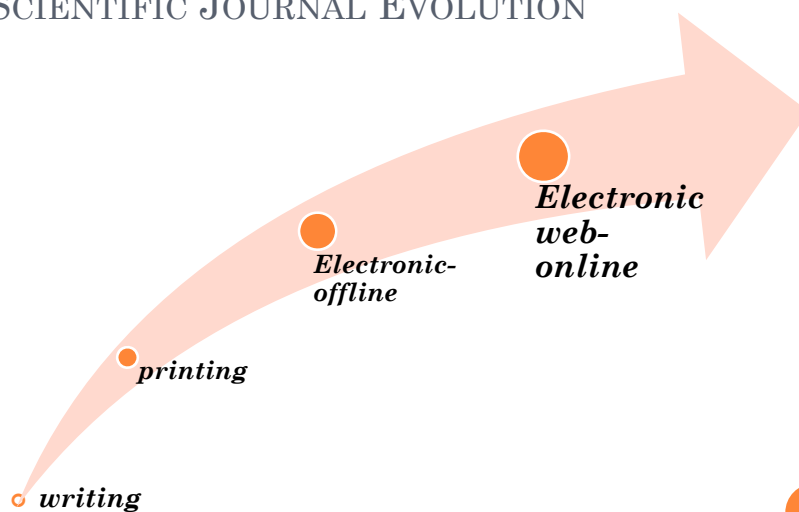 SCIENTIFIC JOURNAL EVOLUTION
Electronic
web-
online
Electronic-
offline
printing
writing